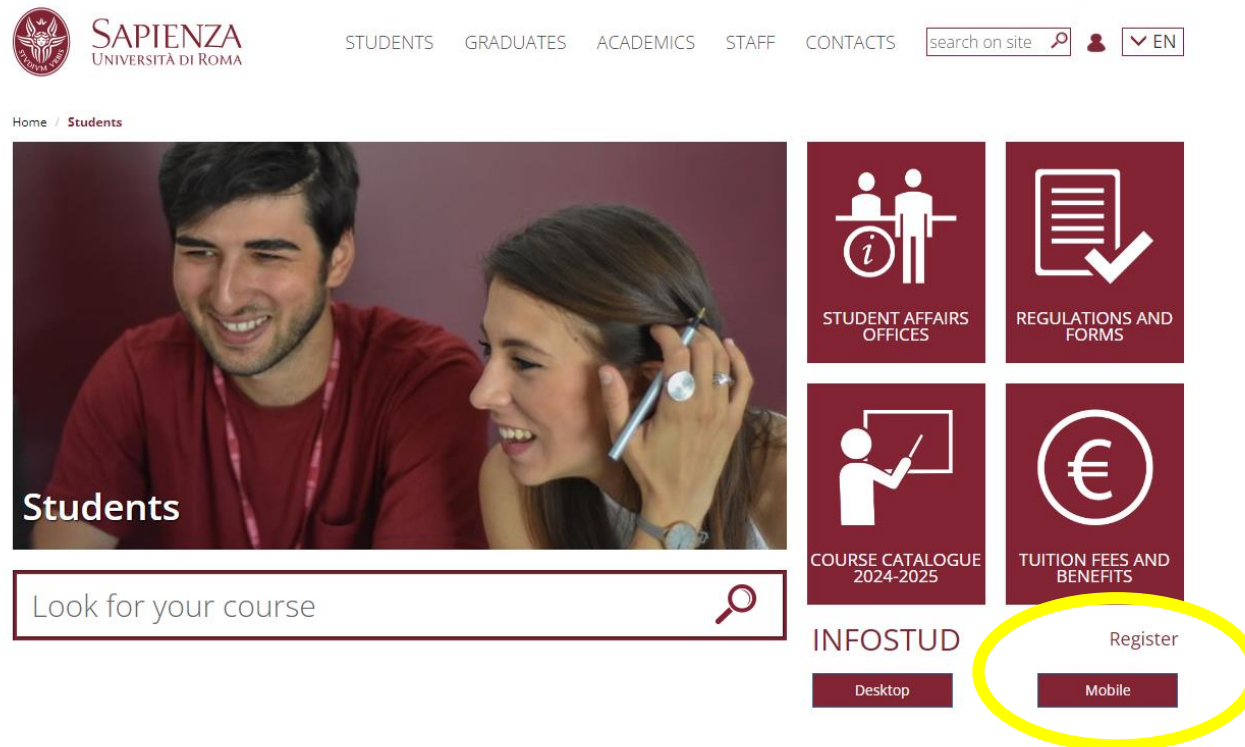 SAPIENZA
UNIVERSITÀ DI ROMA
STUDENTS GRADUATES ACADEMICS STAFF CONTACTS search on site EN
Home / Students
Students
STUDENT AFFAIRS
OFFICES
REGULATIONS AND
FORMS
COURSE CATALOGUE
2024-2025
TUITION FEES AND
BENEFITS
Look for your course
INFOSTUD Register
Desktop Mobile